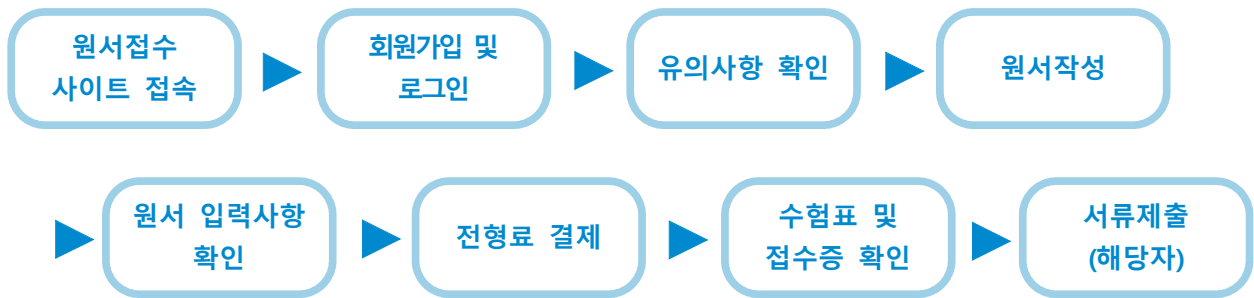 원서접수
사이트 접속
회원가입 및
로그인
유의사항 확인
원서작성
원서 입력사항
확인
전형료 결제
수험표 및
접수증 확인
서류제출
(해당자)